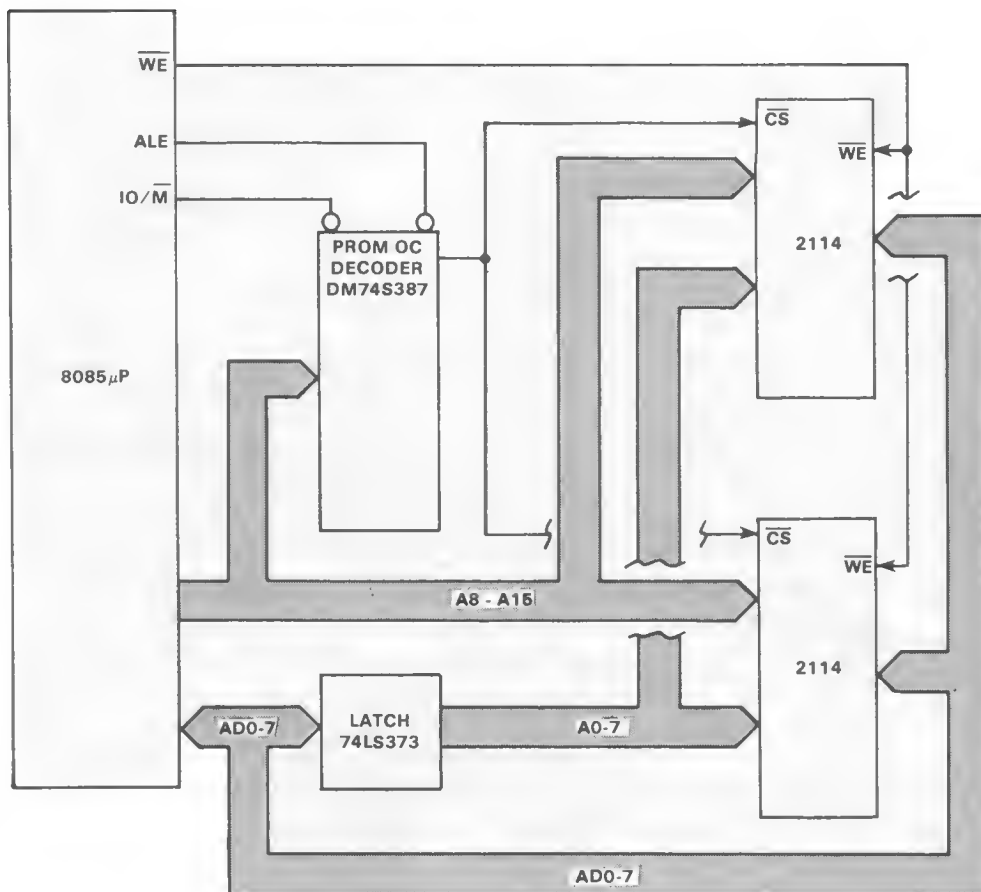 WE
ALE
IO/M
8085µP
PROM OC
DECODER
DM74S387
CS
WE
2114
CS
WE
2114
A8 - A15
AD0-7
LATCH
74LS373
A0-7
AD0-7